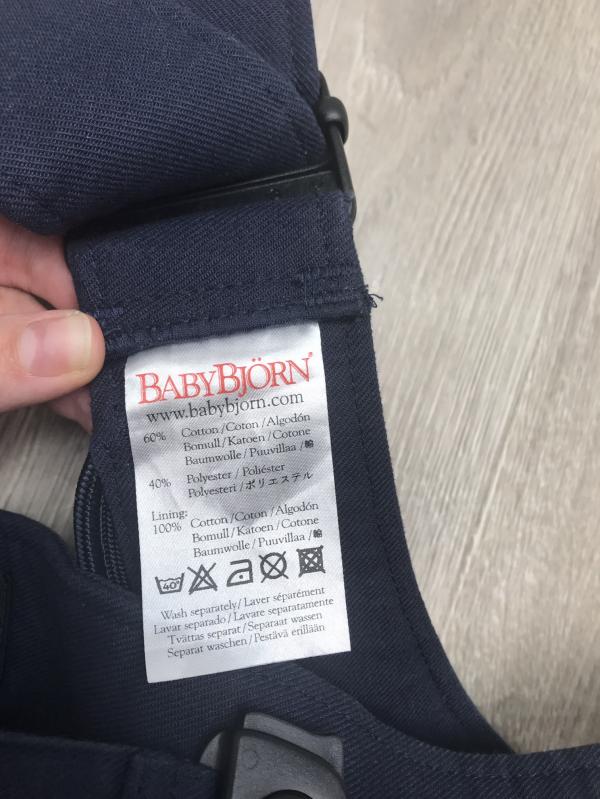 BABYBJÖRN®
www.babybjorn.com
60% Cotton/Coton/Algodón
Bomull/Katoen/Cotone
Baumwolle/Puuvillaa/綿
40% Polyester/Poliéster
Polyesteri/ポリエステル
Lining:
100% Cotton/Coton/Algodón
Bomull/Katoen/Cotone
Baumwolle/Puuvillaa/綿
40°
Wash separately/Laver séparément
Lavar separado/Lavare separatamente
Tvättas separat/Separaat wassen
Separat waschen/Pestävä erillään